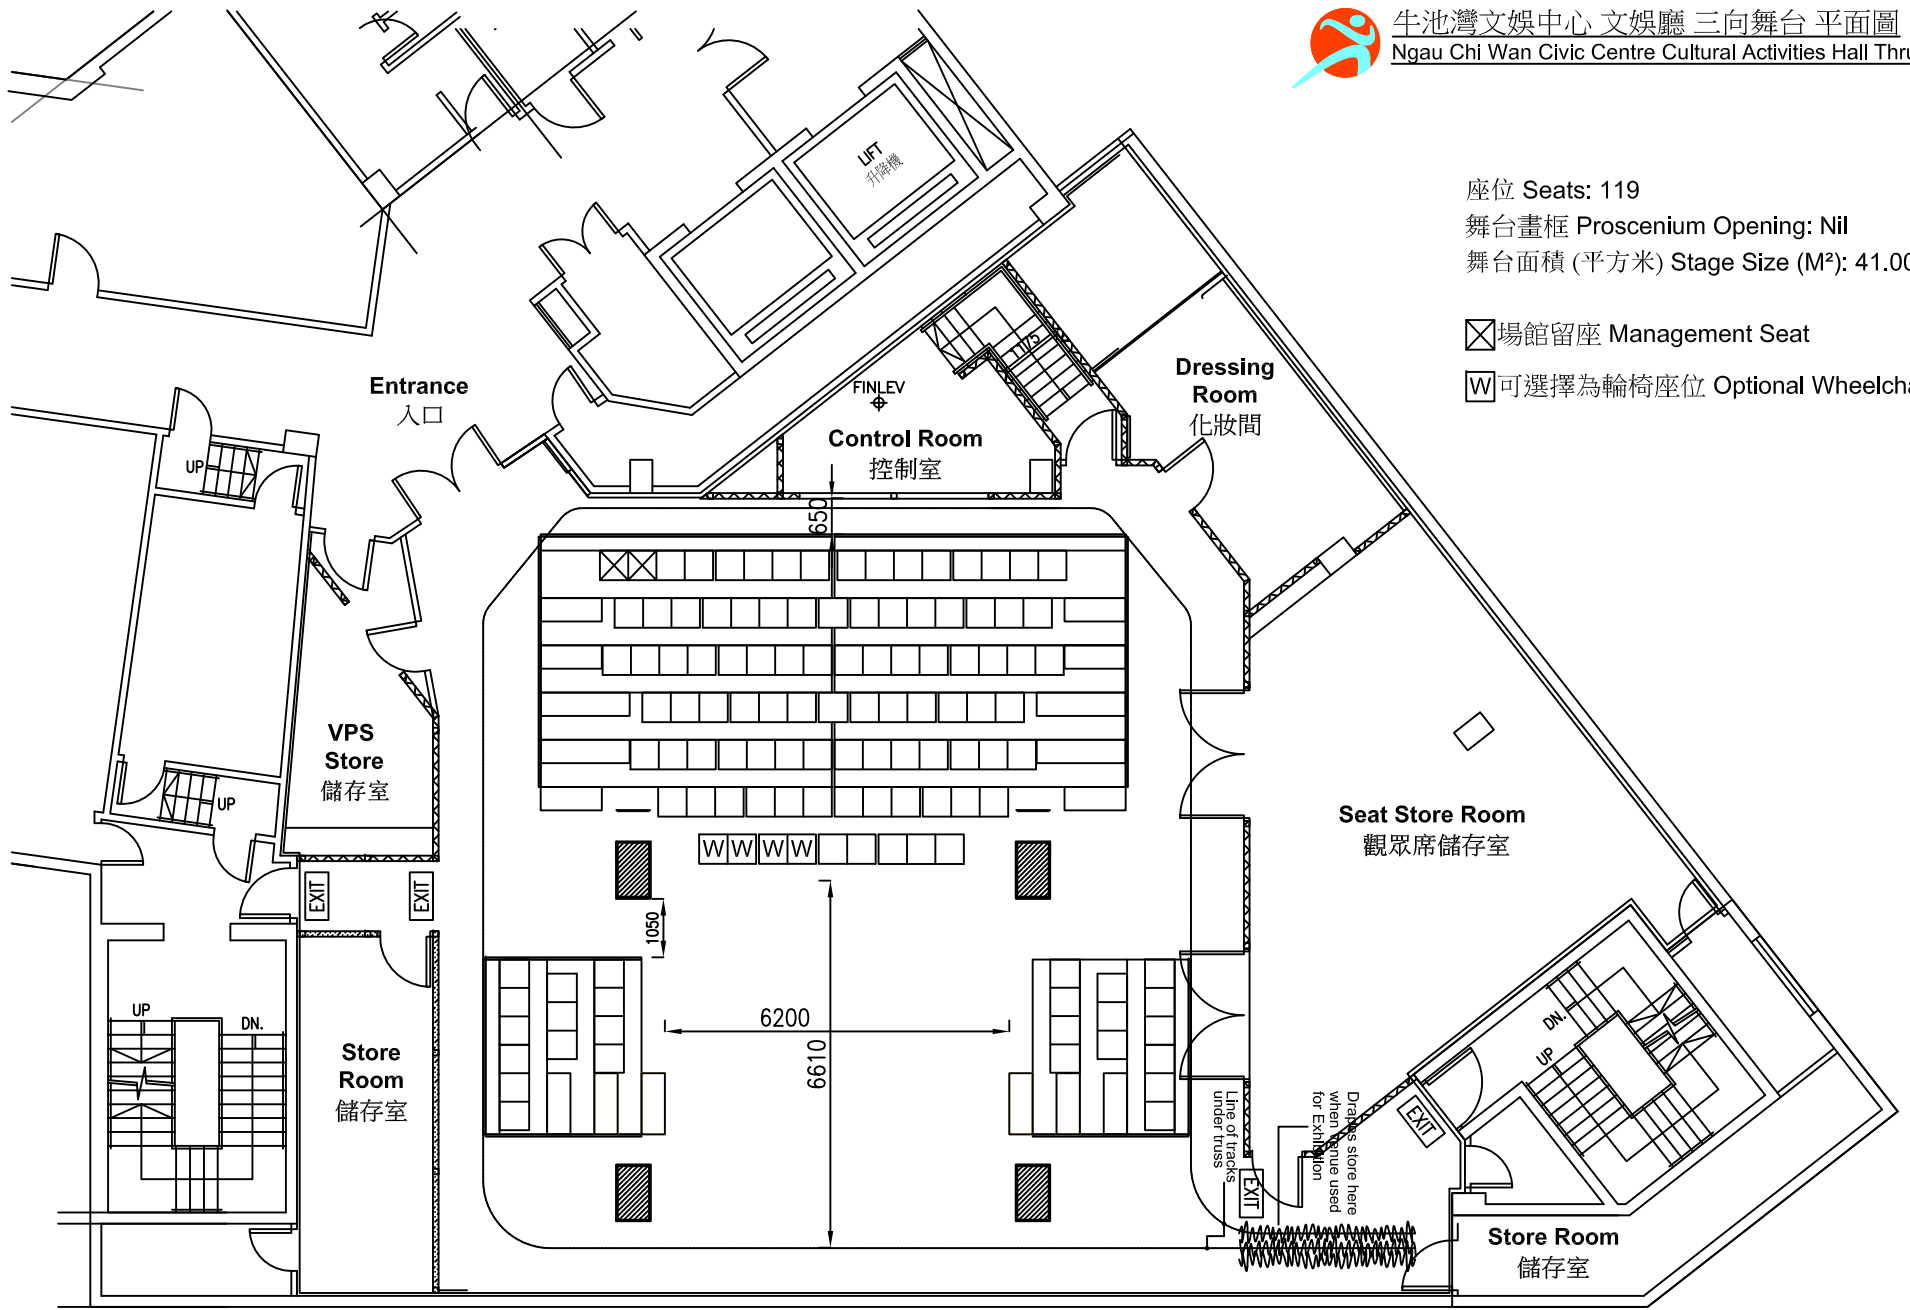 牛池灣文娛中心 文娛廳 三向舞台 平面圖
Ngau Chi Wan Civic Centre Cultural Activities Hall Thru
座位 Seats: 119
舞台畫框 Proscenium Opening: Nil
舞台面積 (平方米) Stage Size (M²): 41.00
場館留座 Management Seat
W 可選擇為輪椅座位 Optional Wheelcha
LIFT
升降機
Entrance
入口
FINLEV
Control Room
控制室
Dressing
Room
化妝間
UP
650
VPS
Store
儲存室
UP
Seat Store Room
觀眾席儲存室
W W W W
EXIT
EXIT
1050
6200
6610
UP
DN.
Store
Room
儲存室
DN.
UP
Line of tracks
under truss
Drapes store here
when venue used
for Exhibition
EXIT
EXIT
Store Room
儲存室